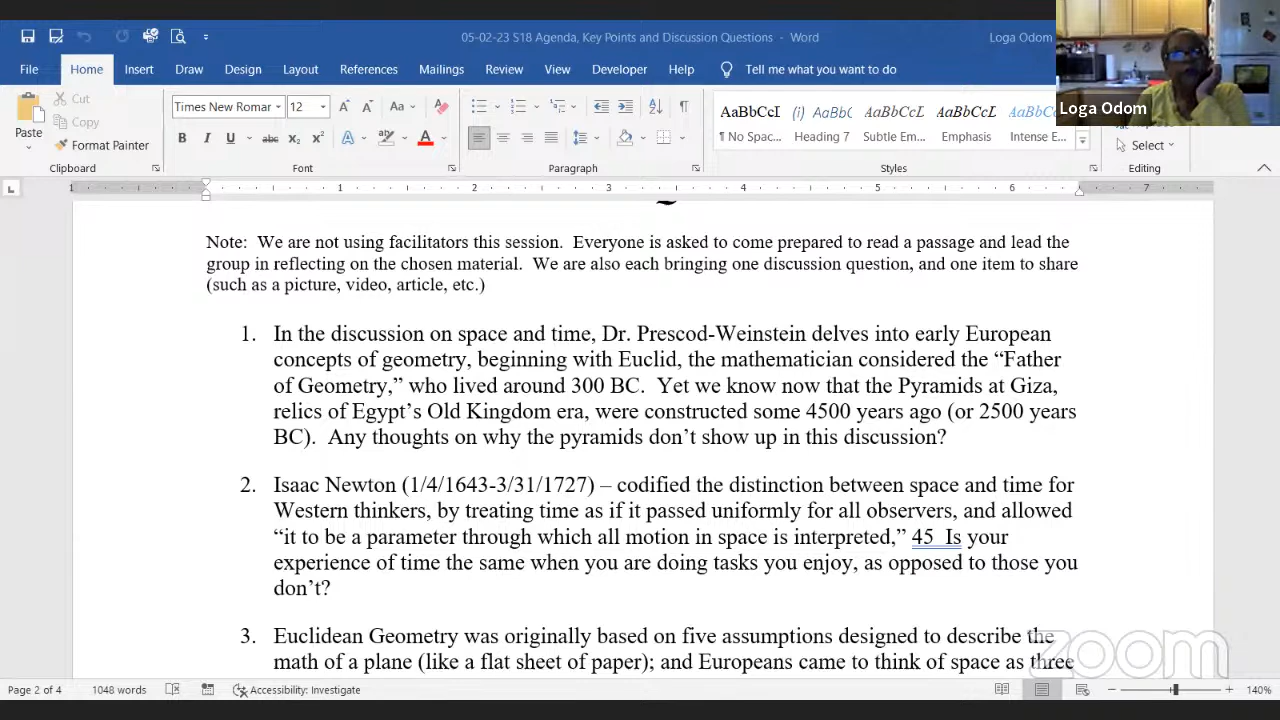 05-02-23 S18 Agenda, Key Points and Discussion Questions - Word
Loga Odom
File Home Insert Draw Design Layout References Mailings Review View Developer Help Tell me what you want to do
Loga Odom
Paste
Cut
Copy
Format Painter
Clipboard
Times New Romar 12
Font
Paragraph
AaBbCcI (i) AaBbC AaBbCcL AaBbCcL AaBbCcL
¶ No Spac... Heading 7 Subtle Em... Emphasis Intense E...
Styles
Select
Editing
1 1 2 3 4 5 6 7
Note: We are not using facilitators this session. Everyone is asked to come prepared to read a passage and lead the
group in reflecting on the chosen material. We are also each bringing one discussion question, and one item to share
(such as a picture, video, article, etc.)
1. In the discussion on space and time, Dr. Prescod-Weinstein delves into early European
concepts of geometry, beginning with Euclid, the mathematician considered the “Father
of Geometry,” who lived around 300 BC. Yet we know now that the Pyramids at Giza,
relics of Egypt’s Old Kingdom era, were constructed some 4500 years ago (or 2500 years
BC). Any thoughts on why the pyramids don’t show up in this discussion?
2. Isaac Newton (1/4/1643-3/31/1727) – codified the distinction between space and time for
Western thinkers, by treating time as if it passed uniformly for all observers, and allowed
“it to be a parameter through which all motion in space is interpreted,” 45 Is your
experience of time the same when you are doing tasks you enjoy, as opposed to those you
don’t?
3. Euclidean Geometry was originally based on five assumptions designed to describe the
math of a plane (like a flat sheet of paper); and Europeans came to think of space as three
zoom
Page 2 of 4 1048 words Accessibility: Investigate 140%